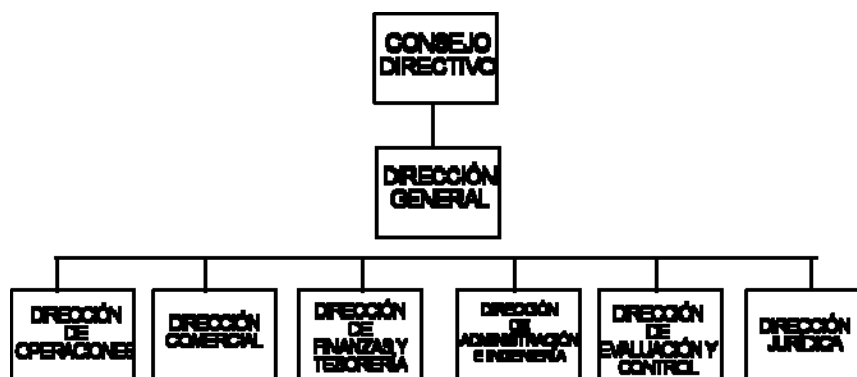 CONSEJO
DIRECTIVO
DIRECCIÓN
GENERAL
DIRECCIÓN
DE
OPERACIONES
DIRECCIÓN
COMERCIAL
DIRECCIÓN
DE
FINANZAS Y
TESORERÍA
DIRECCIÓN
DE
ADMINISTRACIÓN
E INGENIERÍA
DIRECCIÓN
DE
EVALUACIÓN Y
CONTROL
DIRECCIÓN
JURÍDICA